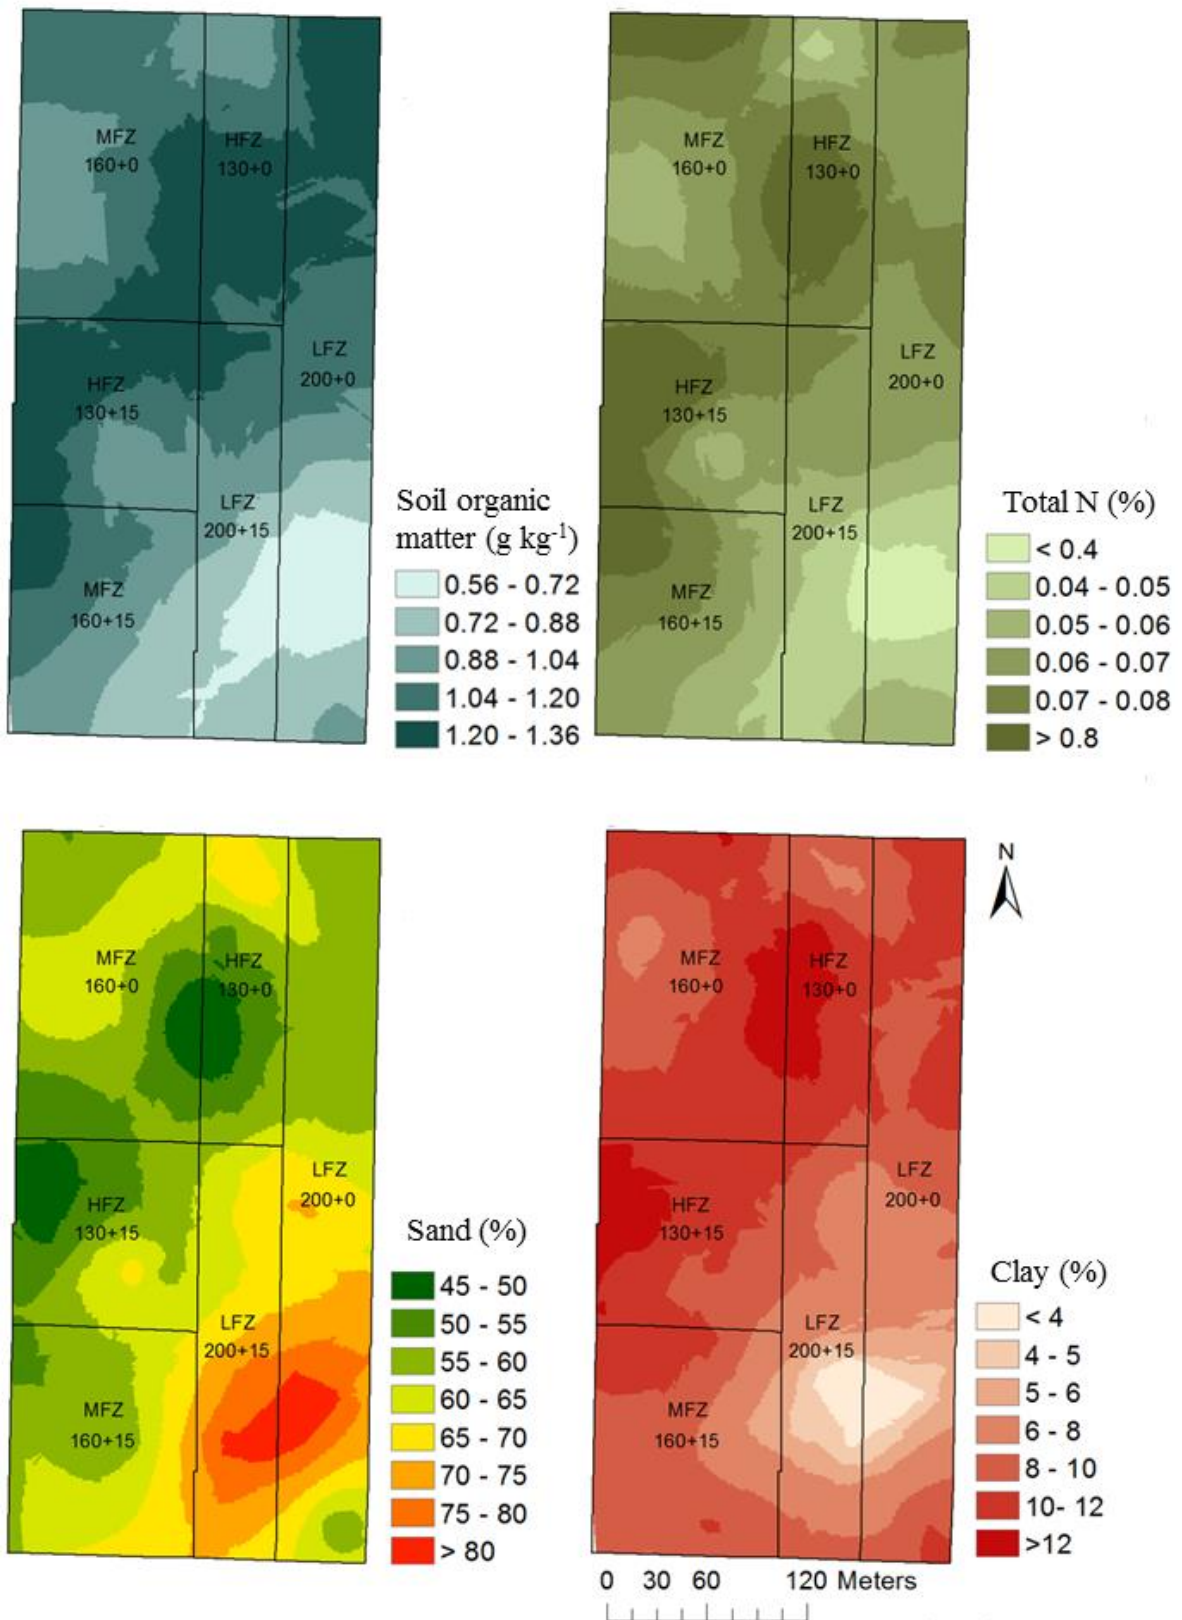 MFZ
160+0
HFZ
130+0
LFZ
200+0
HFZ
130+15
LFZ
200+15
MFZ
160+15
Soil organic
matter (g kg-1)
0.56 - 0.72
0.72 - 0.88
0.88 - 1.04
1.04 - 1.20
1.20 - 1.36
MFZ
160+0
HFZ
130+0
LFZ
200+0
HFZ
130+15
LFZ
200+15
MFZ
160+15
Total N (%)
< 0.4
0.04 - 0.05
0.05 - 0.06
0.06 - 0.07
0.07 - 0.08
> 0.8
MFZ
160+0
HFZ
130+0
LFZ
200+0
HFZ
130+15
LFZ
200+15
MFZ
160+15
Sand (%)
45 - 50
50 - 55
55 - 60
60 - 65
65 - 70
70 - 75
75 - 80
> 80
N
MFZ
160+0
HFZ
130+0
LFZ
200+0
HFZ
130+15
LFZ
200+15
MFZ
160+15
Clay (%)
< 4
4 - 5
5 - 6
6 - 8
8 - 10
10- 12
>12
0 30 60 120 Meters